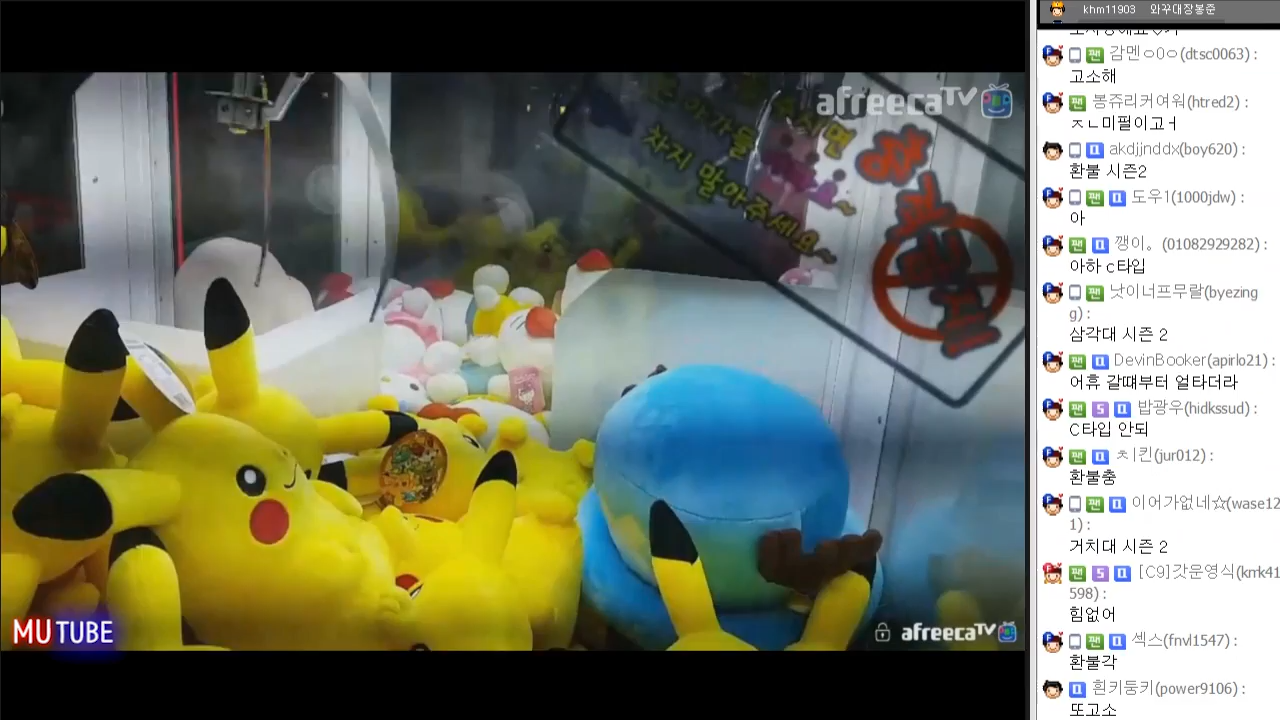 afreecaTV
차지 말아주세요~
충격금지
MUTUBE
afreecaTV
khm11903 와꾸대장봉준
감멘ㅇ0ㅇ(dtsc0063) :
고소해
봉쥬리커여워(htred2) :
ㅈㄴ미필이고ㅓ
akdjjnddx(boy620) :
환불 시즌2
도우1(1000jdw) :
아
깽이。(01082929282) :
아하 c타입
낫이너프무랄(byezing
g) :
삼각대 시즌 2
DevinBooker(apirlo21) :
어휴 갈떄부터 얼타더라
밥광우(hidkssud) :
C타입 안되
ㅊㅣ킨(jur012) :
환불충
이어가없네☆(wase12
1) :
거치대 시즌 2
[C9]갓운영식(kmk41
598) :
힘없어
섹스(fnvl1547) :
환불각
흰키둥키(power9106) :
또고소